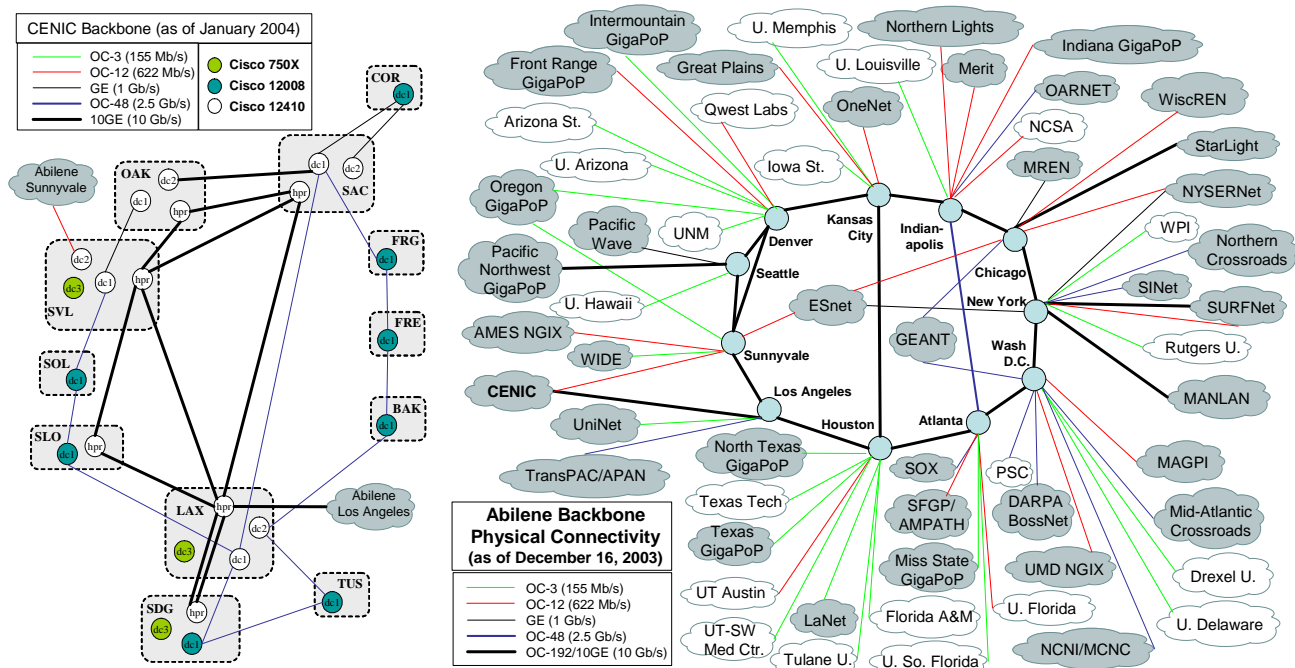 CENIC Backbone (as of January 2004)
OC-3 (155 Mb/s)
OC-12 (622 Mb/s)
GE (1 Gb/s)
OC-48 (2.5 Gb/s)
10GE (10 Gb/s)
Cisco 750X
Cisco 12008
Cisco 12410
COR
dc1
dc1
dc2
SAC
hpr
OAK
dc2
dc1
hpr
Abilene
Sunnyvale
dc2
dc3
dc1
hpr
SVL
FRG
dc1
FRE
dc1
SOL
dc1
BAK
dc1
SLO
hpr
dc1
LAX
hpr
dc2
dc3
dc1
Abilene
Los Angeles
TUS
dc1
SDG
hpr
dc3
dc1
Intermountain
GigaPoP
U. Memphis
Northern Lights
Indiana GigaPoP
Front Range
GigaPoP
Great Plains
U. Louisville
Merit
OARNET
WiscREN
Qwest Labs
OneNet
NCSA
Arizona St.
StarLight
U. Arizona
Iowa St.
MREN
NYSERNet
Oregon
GigaPoP
Pacific
Wave
UNM
Denver
Kansas
City
Indian-
apolis
Chicago
WPI
Northern
Crossroads
Pacific
Northwest
GigaPoP
Seattle
U. Hawaii
ESnet
New York
SINet
SURFNet
AMES NGIX
WIDE
Sunnyvale
GEANT
Wash
D.C.
Rutgers U.
CENIC
Los Angeles
MANLAN
UniNet
Houston
Atlanta
TransPAC/APAN
North Texas
GigaPoP
SOX
PSC
MAGPI
Texas Tech
SFGP/
AMPATH
DARPA
BossNet
Mid-Atlantic
Crossroads
Texas
GigaPoP
Miss State
GigaPoP
UMD NGIX
Drexel U.
UT Austin
LaNet
Florida A&M
U. Florida
U. Delaware
UT-SW
Med Ctr.
Tulane U.
U. So. Florida
NCNI/MCNC
Abilene Backbone
Physical Connectivity
(as of December 16, 2003)
OC-3 (155 Mb/s)
OC-12 (622 Mb/s)
GE (1 Gb/s)
OC-48 (2.5 Gb/s)
OC-192/10GE (10 Gb/s)